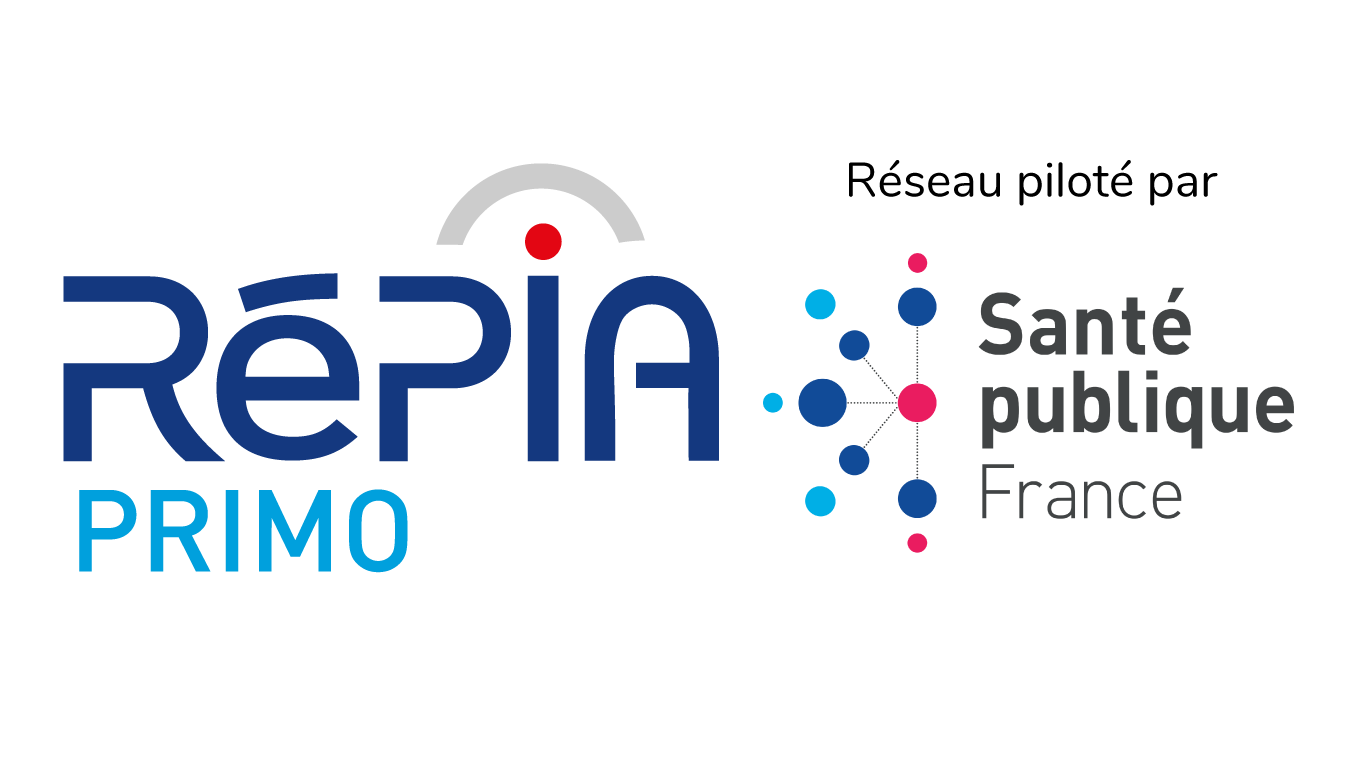 RéPIA
PRIMO
Réseau piloté par
Santé
publique
France